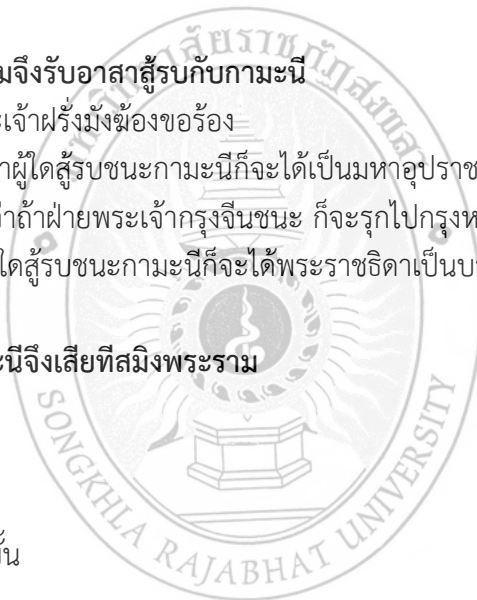 มจึงรับอาสาสู้รบกับกามะนี
ะเจ้าฝรั่งมังฆ้องขอร้อง
าผู้ใดสู้รบชนะกามะนีก็จะได้เป็นมหาอุปราช
ว่าถ้าฝ่ายพระเจ้ากรุงจีนชนะ ก็จะรุกไปกรุงห
ใดสู้รบชนะกามะนีก็จะได้พระราชธิดาเป็นบ
ะนีจึงเสียทีสมิงพระราม
ั้น
SONGKHLA RAJABHAT UNIVERSITY